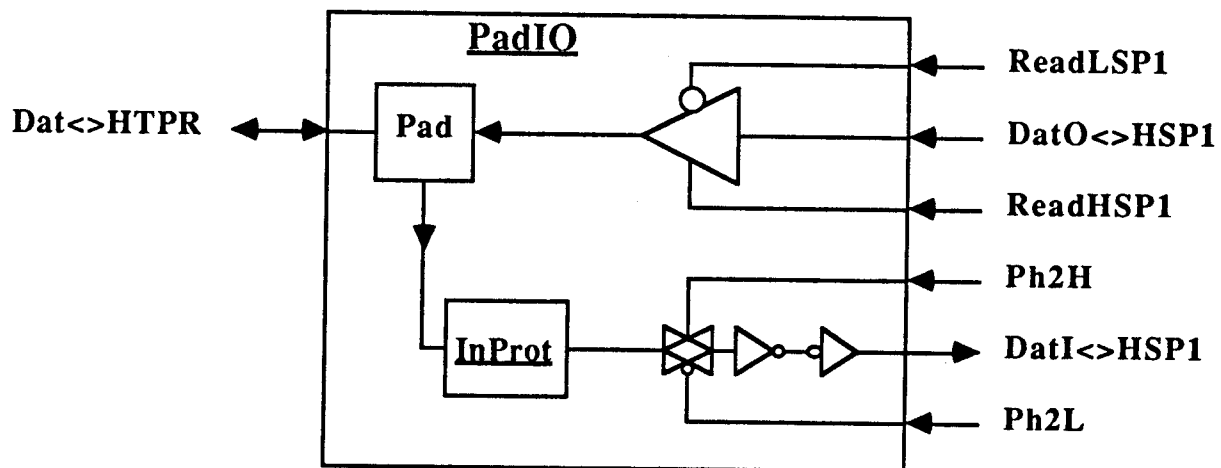 PadIO
ReadLSP1
Dat<>HTPR
Pad
DatO<>HSP1
ReadHSP1
Ph2H
InProt
DatI<>HSP1
Ph2L